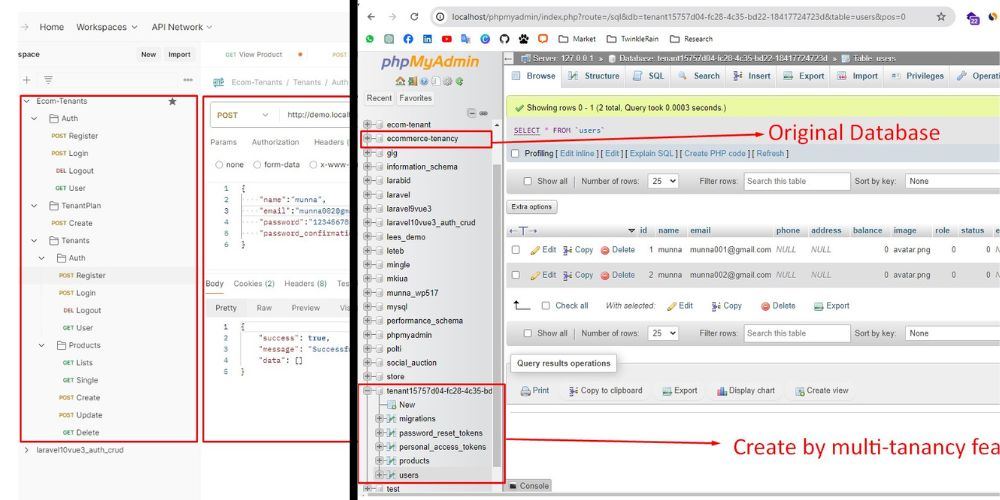 Home Workspaces API Network
space New Import
GET View Product POST
Ecom-Tenants / Tenants / Auth
Ecom-Tenants
Auth
POST Register
POST Login
DEL Logout
GET User
TenantPlan
POST Create
Tenants
Auth
POST Register
POST Login
DEL Logout
GET User
Products
GET Lists
GET Single
POST Create
POST Update
GET Delete
laravel10vue3_auth_crud
POST http://demo.local
Params Authorization Headers (
none form-data x-www-
1 {
2 "name":"munna",
3 "email":"munna002@gm
4 "password":"12345678
5 "password_confirmati
6 }
Body Cookies (2) Headers (8) Tes
Pretty Raw Preview Vis
1 {
2 "success": true,
3 "message": "Successf
4 "data": []
5 }
localhost/phpmyadmin/index.php?route=/sql&db=tenant15757d04-fc28-4c35-bd22-18417724723d&table=users&pos=0
22
Market TwinkleRain Research
phpMyAdmin
Recent Favorites
ecom-tenant
ecommerce-tenancy
gig
information_schema
larabid
laravel
laravel9vue3
laravel10vue3_auth_crud
lees_demo
leteb
mingle
mkiua
munna_wp517
mysql
performance_schema
phpmyadmin
polti
social_auction
store
tenant15757d04-fc28-4c35-bd
New
migrations
password_reset_tokens
personal_access_tokens
products
users
test
Server: 127.0.0.1 » Database: tenant15757d04-fc28-4c35-bd22-18417724723d » Table: users
Browse Structure SQL Search Insert Export Import Privileges Operati
Showing rows 0 - 1 (2 total, Query took 0.0003 seconds.)
SELECT * FROM `users`
Original Database
Profiling [ Edit inline ] [ Edit ] [ Explain SQL ] [ Create PHP code ] [ Refresh ]
Show all Number of rows: 25 Filter rows: Search this table Sort by key: None
Extra options
←T→ id name email phone address balance image role status e
Edit Copy Delete 1 munna munna001@gmail.com NULL NULL 0 avatar.png 0 0
Edit Copy Delete 2 munna munna002@gmail.com NULL NULL 0 avatar.png 0 0
Check all With selected: Edit Copy Delete Export
Show all Number of rows: 25 Filter rows: Search this table Sort by key: None
Query results operations
Print Copy to clipboard Export Display chart Create view
Create by multi-tanancy fea
Console